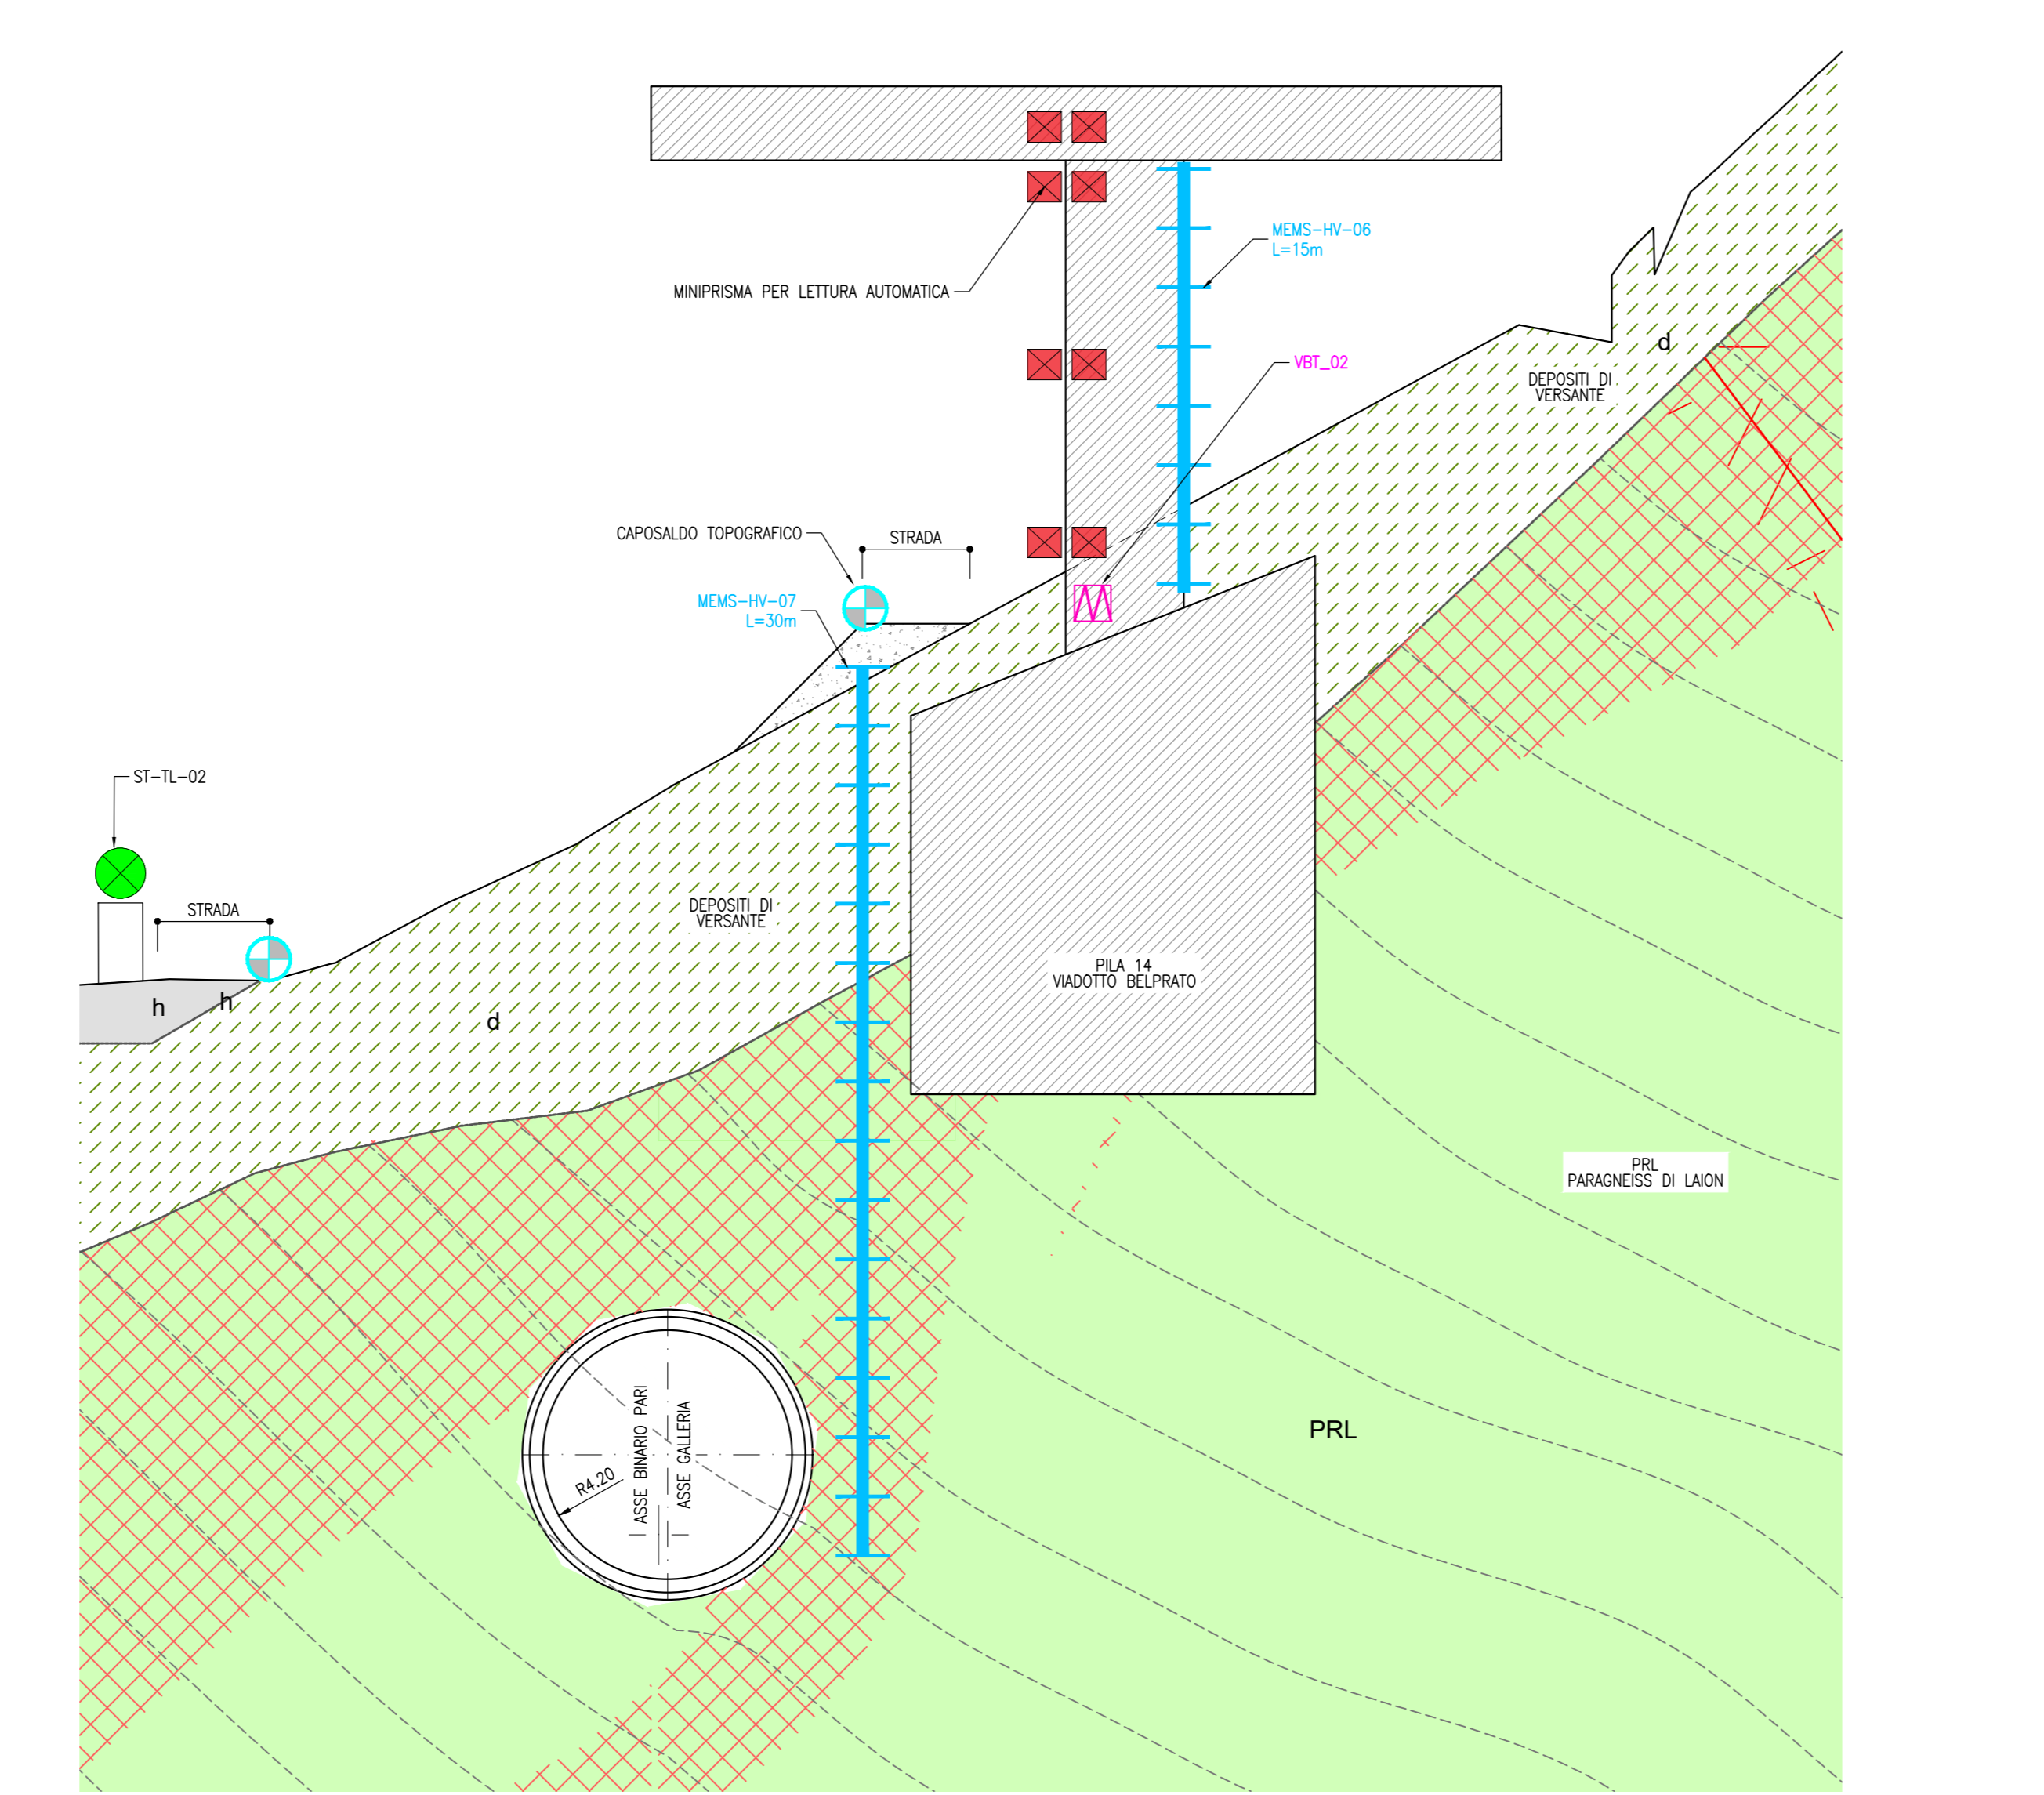 MEMS-HV-06
L=15m
MINIPRISMA PER LETTURA AUTOMATICA
VBT_02
d
DEPOSITI DI
VERSANTE
CAPOSALDO TOPOGRAFICO
STRADA
MEMS-HV-07
L=30m
ST-TL-02
STRADA
DEPOSITI DI
VERSANTE
PILA 14
VIADOTTO BELPRATO
h
h
d
PRL
PARAGNEISS DI LAION
PRL
R4.20
ASSE BINARIO PARI
ASSE GALLERIA